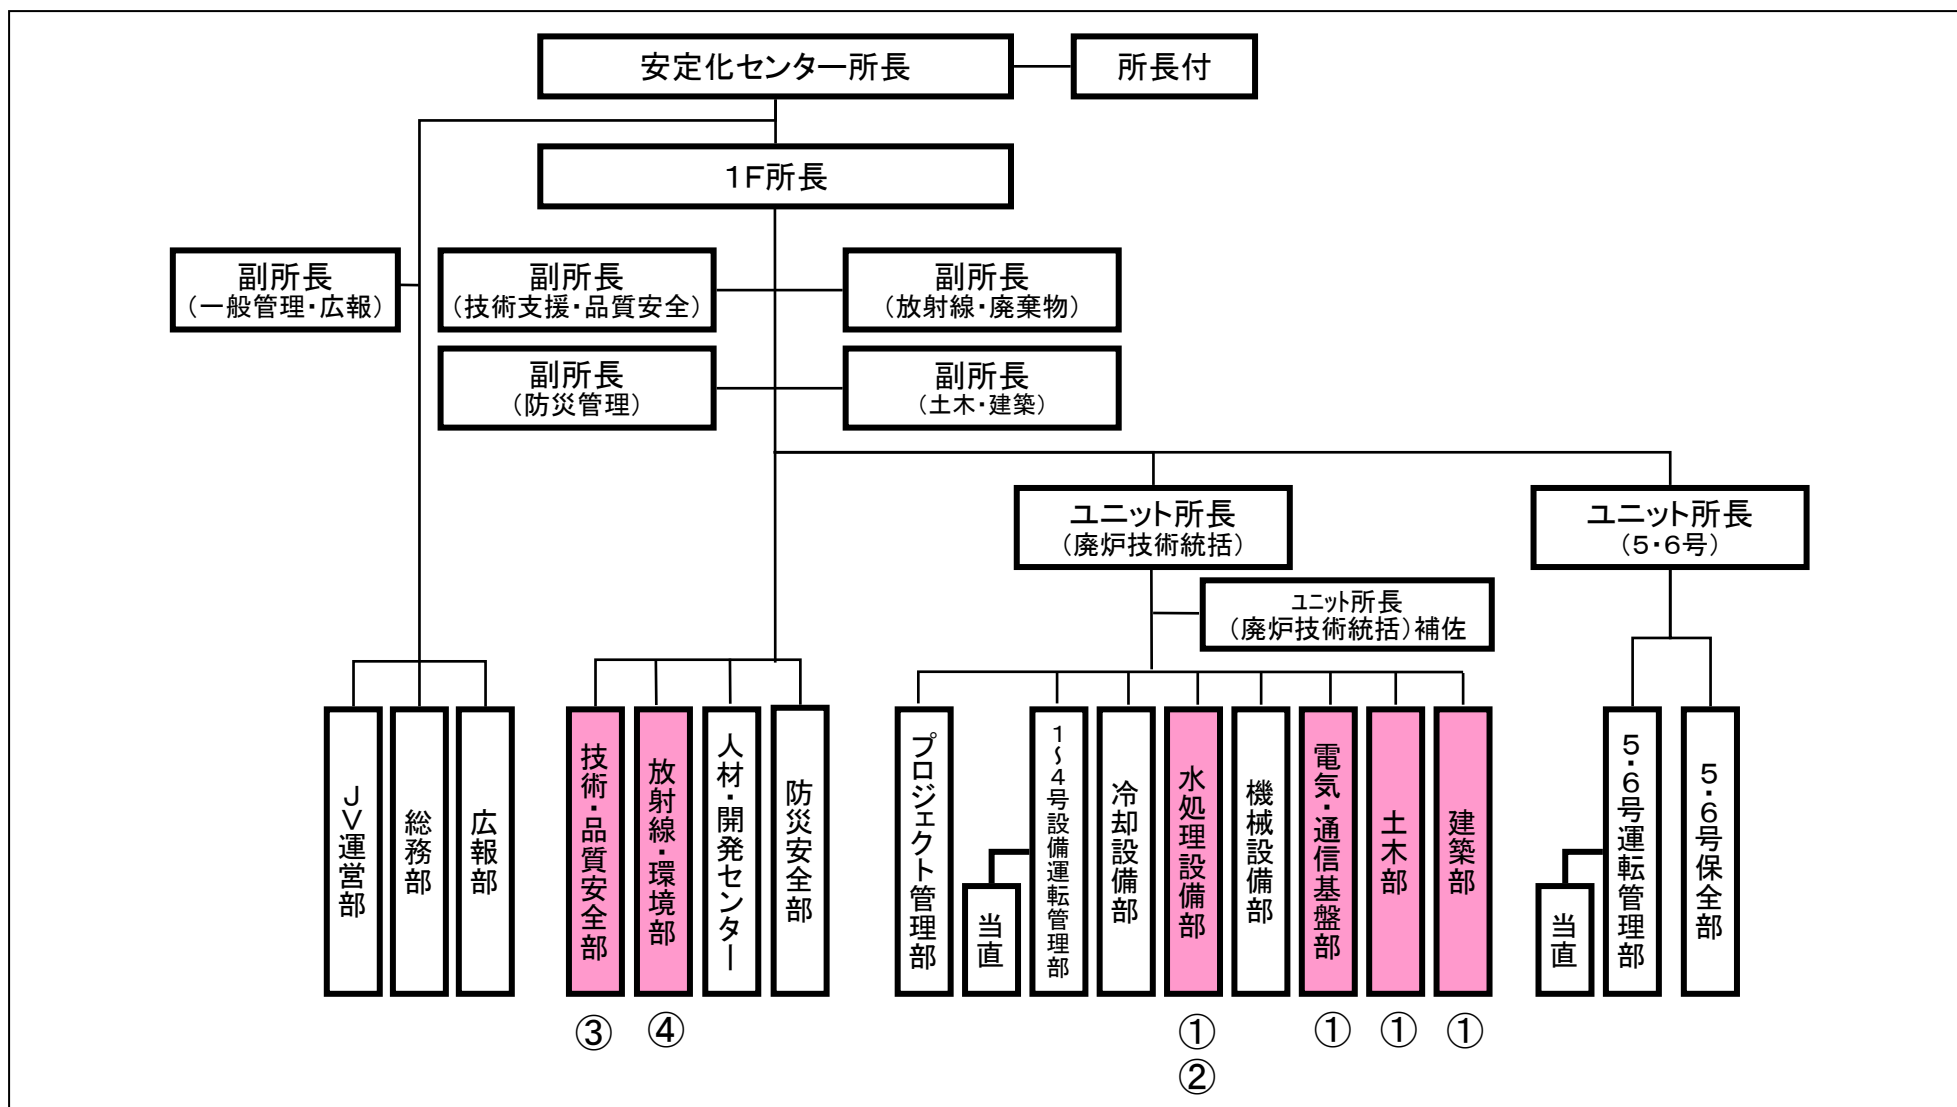 安定化センター所長
所長付
1F所長
副所長
(一般管理・広報)
副所長
(技術支援・品質安全)
副所長
(放射線・廃棄物)
副所長
(防災管理)
副所長
(土木・建築)
ユニット所長
(廃炉技術統括)
ユニット所長
(5・6号)
ユニット所長
(廃炉技術統括)補佐
JV運営部
総務部
広報部
技術・品質安全部
放射線・環境部
人材・開発センター
防災安全部
プロジェクト管理部
当直
1~4号設備運転管理部
冷却設備部
水処理設備部
機械設備部
電気・通信基盤部
土木部
建築部
当直
5・6号運転管理部
5・6号保全部
③
④
①
②
①
①
①